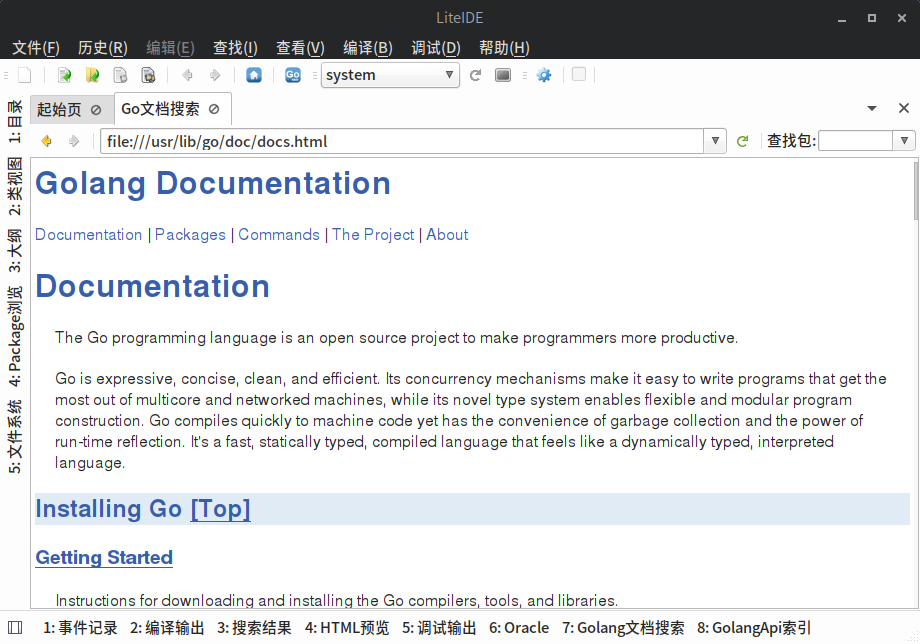 LiteIDE
文件(F) 历史(R) 编辑(E) 查找(I) 查看(V) 编译(B) 调试(D) 帮助(H)
Go system
起始页 Go文档搜索
file:///usr/lib/go/doc/docs.html 查找包:
1: 目录
2: 类视图
3: 大纲
4: Package浏览
5: 文件系统
Golang Documentation
Documentation | Packages | Commands | The Project | About
Documentation
The Go programming language is an open source project to make programmers more productive.
Go is expressive, concise, clean, and efficient. Its concurrency mechanisms make it easy to write programs that get the
most out of multicore and networked machines, while its novel type system enables flexible and modular program
construction. Go compiles quickly to machine code yet has the convenience of garbage collection and the power of
run-time reflection. It's a fast, statically typed, compiled language that feels like a dynamically typed, interpreted
language.
Installing Go [Top]
Getting Started
Instructions for downloading and installing the Go compilers, tools, and libraries.
1: 事件记录 2: 编译输出 3: 搜索结果 4: HTML预览 5: 调试输出 6: Oracle 7: Golang文档搜索 8: GolangApi索引